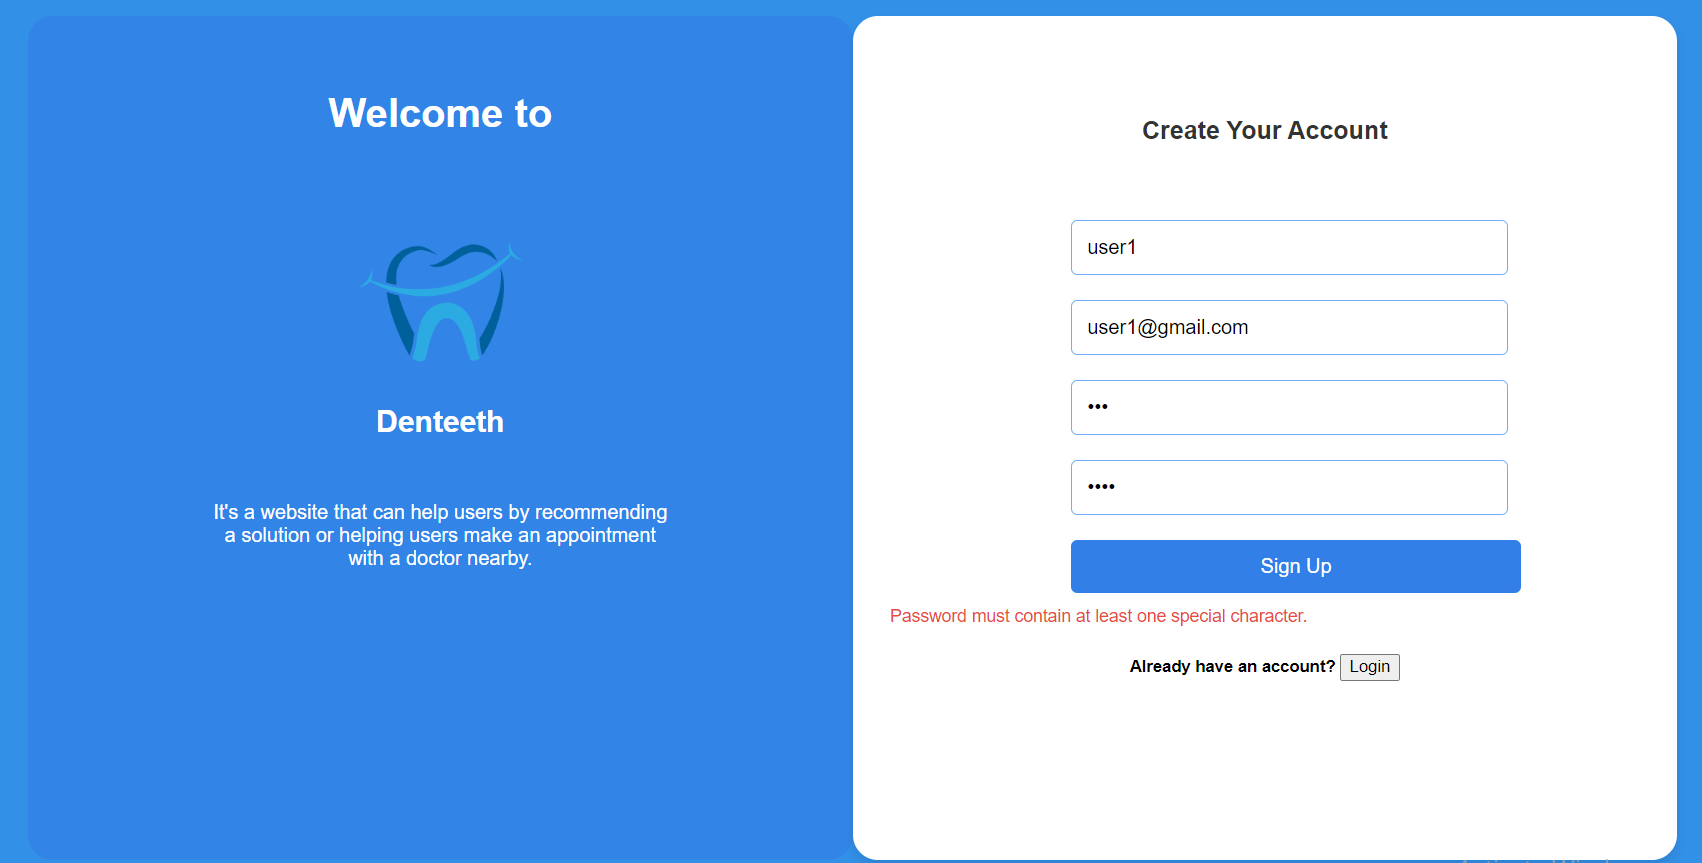 Welcome to
Denteeth
It's a website that can help users by recommending
a solution or helping users make an appointment
with a doctor nearby.
Create Your Account
user1
user1@gmail.com
•••
••••
Sign Up
Password must contain at least one special character.
Already have an account? Login